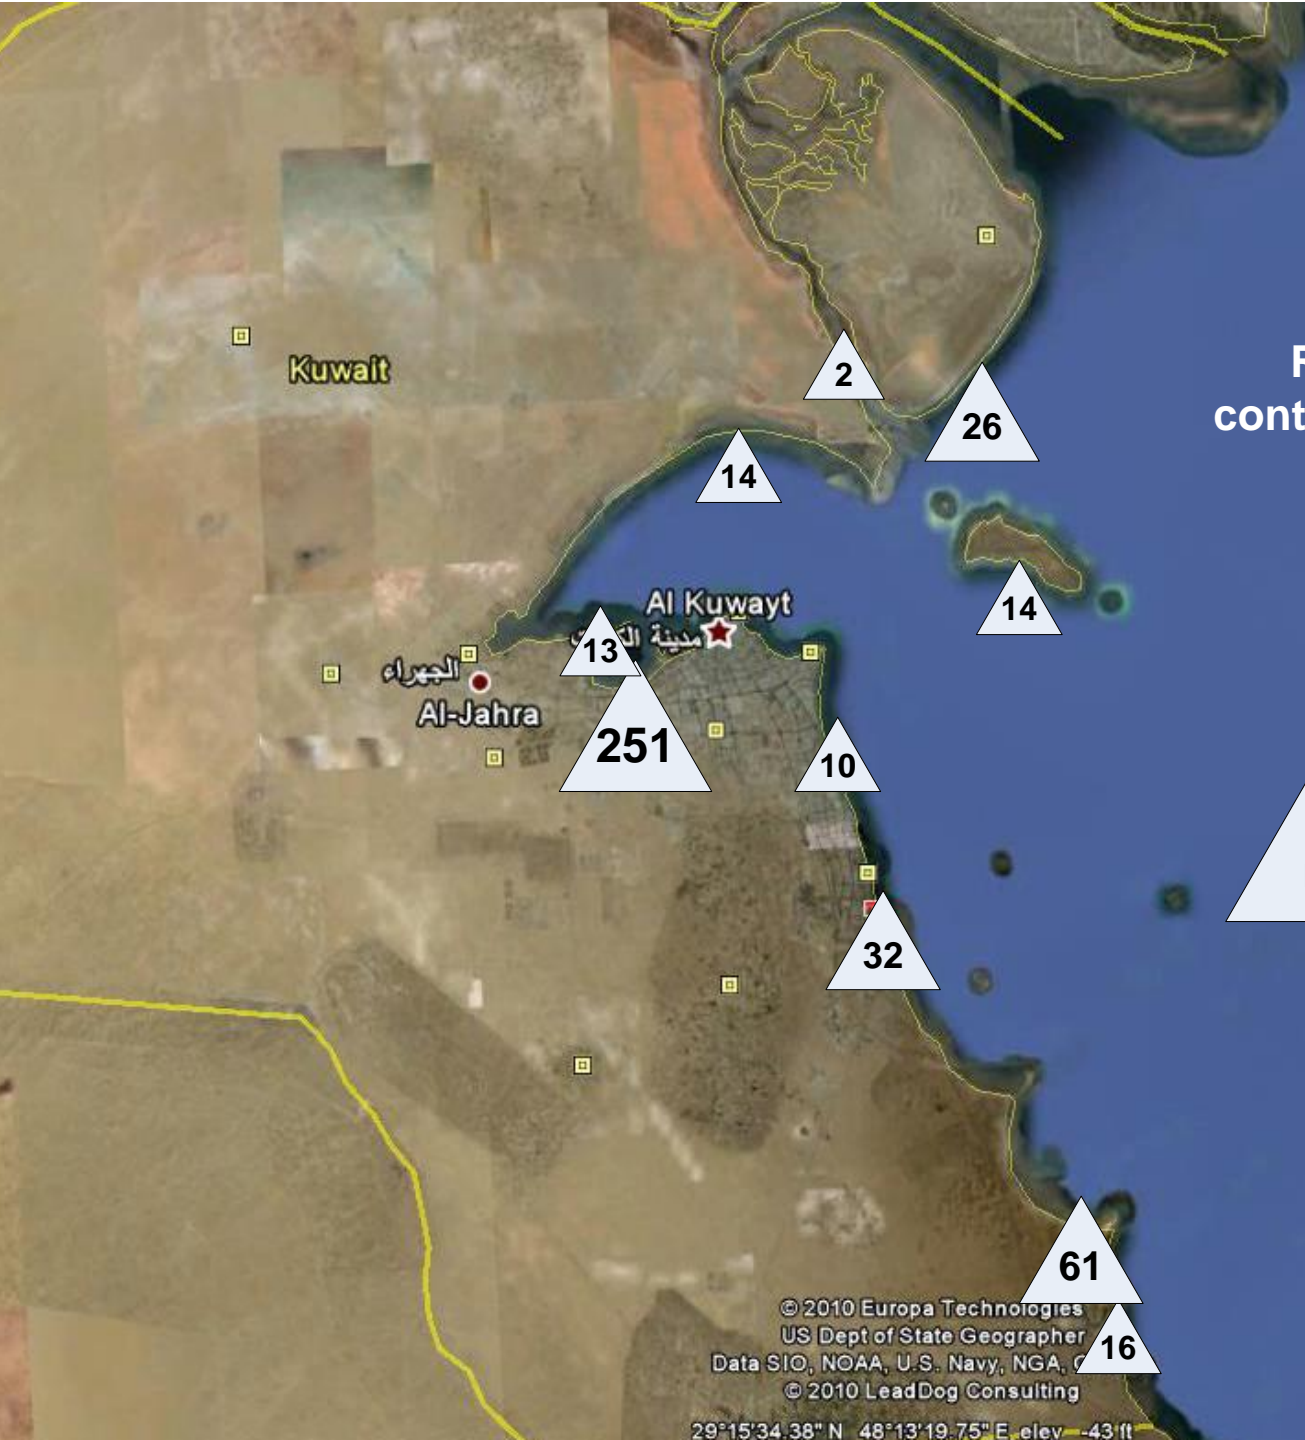 Kuwait
2
26
14
14
Al Kuwayt
مدينة
13
الجهراء
Al-Jahra
251
10
32
61
16
© 2010 Europa Technologies
US Dept of State Geographer
Data SIO, NOAA, U.S. Navy, NGA,
© 2010 LeadDog Consulting
29°15'34.38" N 48°13'19.75" E elev -43 ft
cont